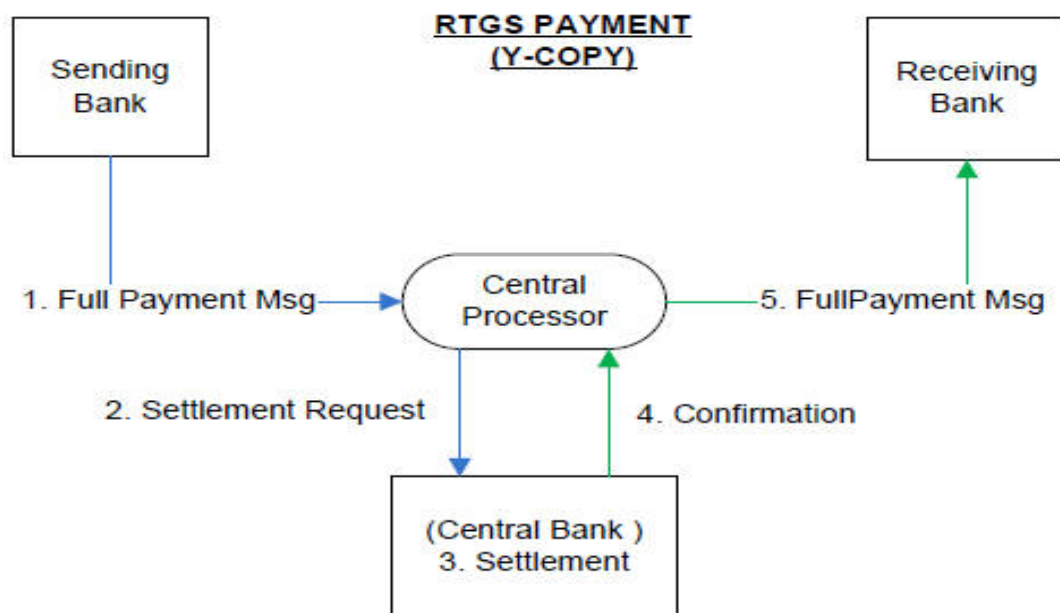 RTGS PAYMENT
(Y-COPY)
Sending
Bank
Receiving
Bank
1. Full Payment Msg
Central
Processor
5. FullPayment Msg
2. Settlement Request
4. Confirmation
(Central Bank )
3. Settlement